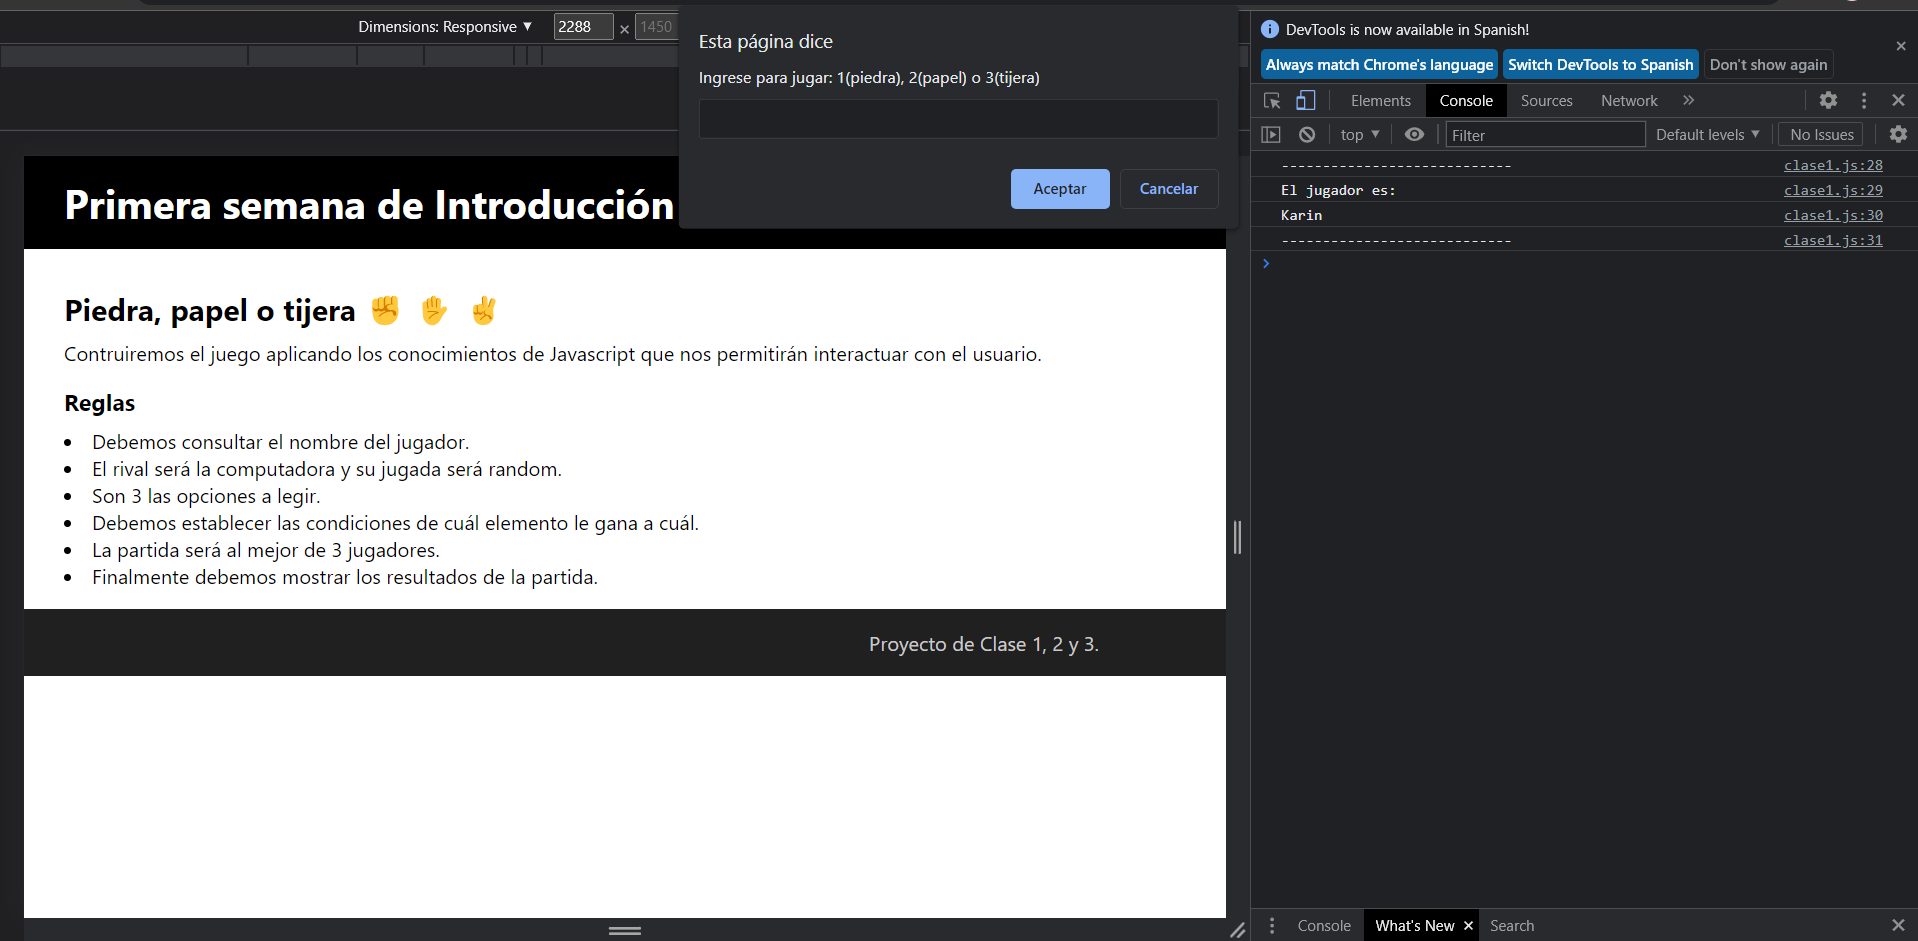 Dimensions: Responsive ▼ 2288 × 1450
Esta página dice
Ingrese para jugar: 1(piedra), 2(papel) o 3(tijera)
Aceptar Cancelar
Primera semana de Introducción
Piedra, papel o tijera ✊ ✋ ✌
Contruiremos el juego aplicando los conocimientos de Javascript que nos permitirán interactuar con el usuario.
Reglas
• Debemos consultar el nombre del jugador.
• El rival será la computadora y su jugada será random.
• Son 3 las opciones a legir.
• Debemos establecer las condiciones de cuál elemento le gana a cuál.
• La partida será al mejor de 3 jugadores.
• Finalmente debemos mostrar los resultados de la partida.
Proyecto de Clase 1, 2 y 3.
DevTools is now available in Spanish!
Always match Chrome's language Switch DevTools to Spanish Don't show again
Elements Console Sources Network »
top ▼ Filter Default levels ▼ No Issues
---------------------------- clase1.js:28
El jugador es: clase1.js:29
Karin clase1.js:30
---------------------------- clase1.js:31
Console What's New × Search